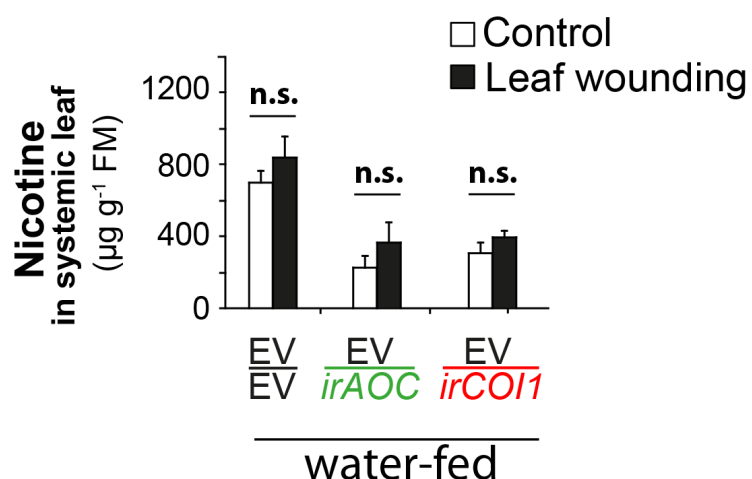 Control
Leaf wounding
Nicotine
in systemic leaf
(µg g⁻¹ FM)
1200
800
400
0
n.s.
n.s.
n.s.
EV
EV
EV
irAOC
EV
irCOI1
water-fed